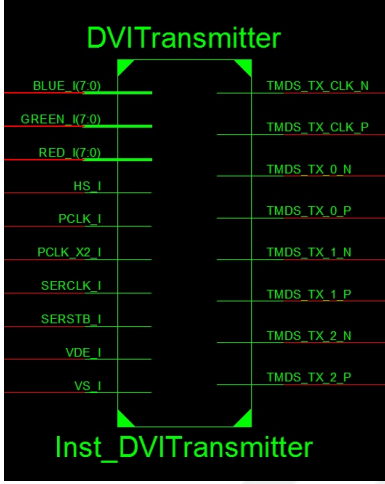 DVITransmitter
BLUE_I(7:0)
GREEN_I(7:0)
RED_I(7:0)
HS_I
PCLK_I
PCLK_X2_I
SERCLK_I
SERSTB_I
VDE_I
VS_I
TMDS_TX_CLK_N
TMDS_TX_CLK_P
TMDS_TX_0_N
TMDS_TX_0_P
TMDS_TX_1_N
TMDS_TX_1_P
TMDS_TX_2_N
TMDS_TX_2_P
Inst_DVITransmitter